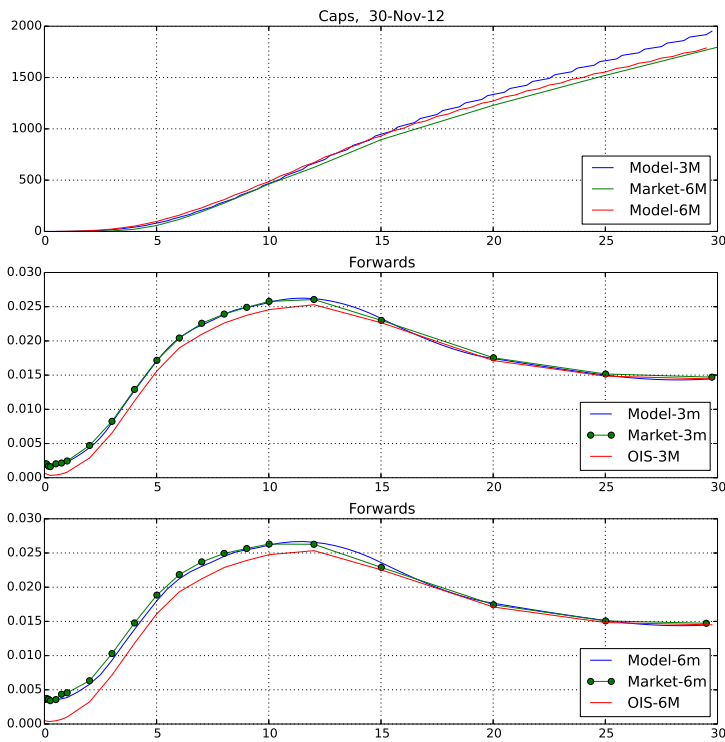 Caps, 30-Nov-12
2000
1500
1000
500
0
Model-3M
Market-6M
Model-6M
0 5 10 15 20 25 30
Forwards
0.030
0.025
0.020
0.015
0.010
0.005
0.000
Model-3m
Market-3m
OIS-3M
0 5 10 15 20 25 30
Forwards
0.030
0.025
0.020
0.015
0.010
0.005
0.000
Model-6m
Market-6m
OIS-6M
0 5 10 15 20 25 30